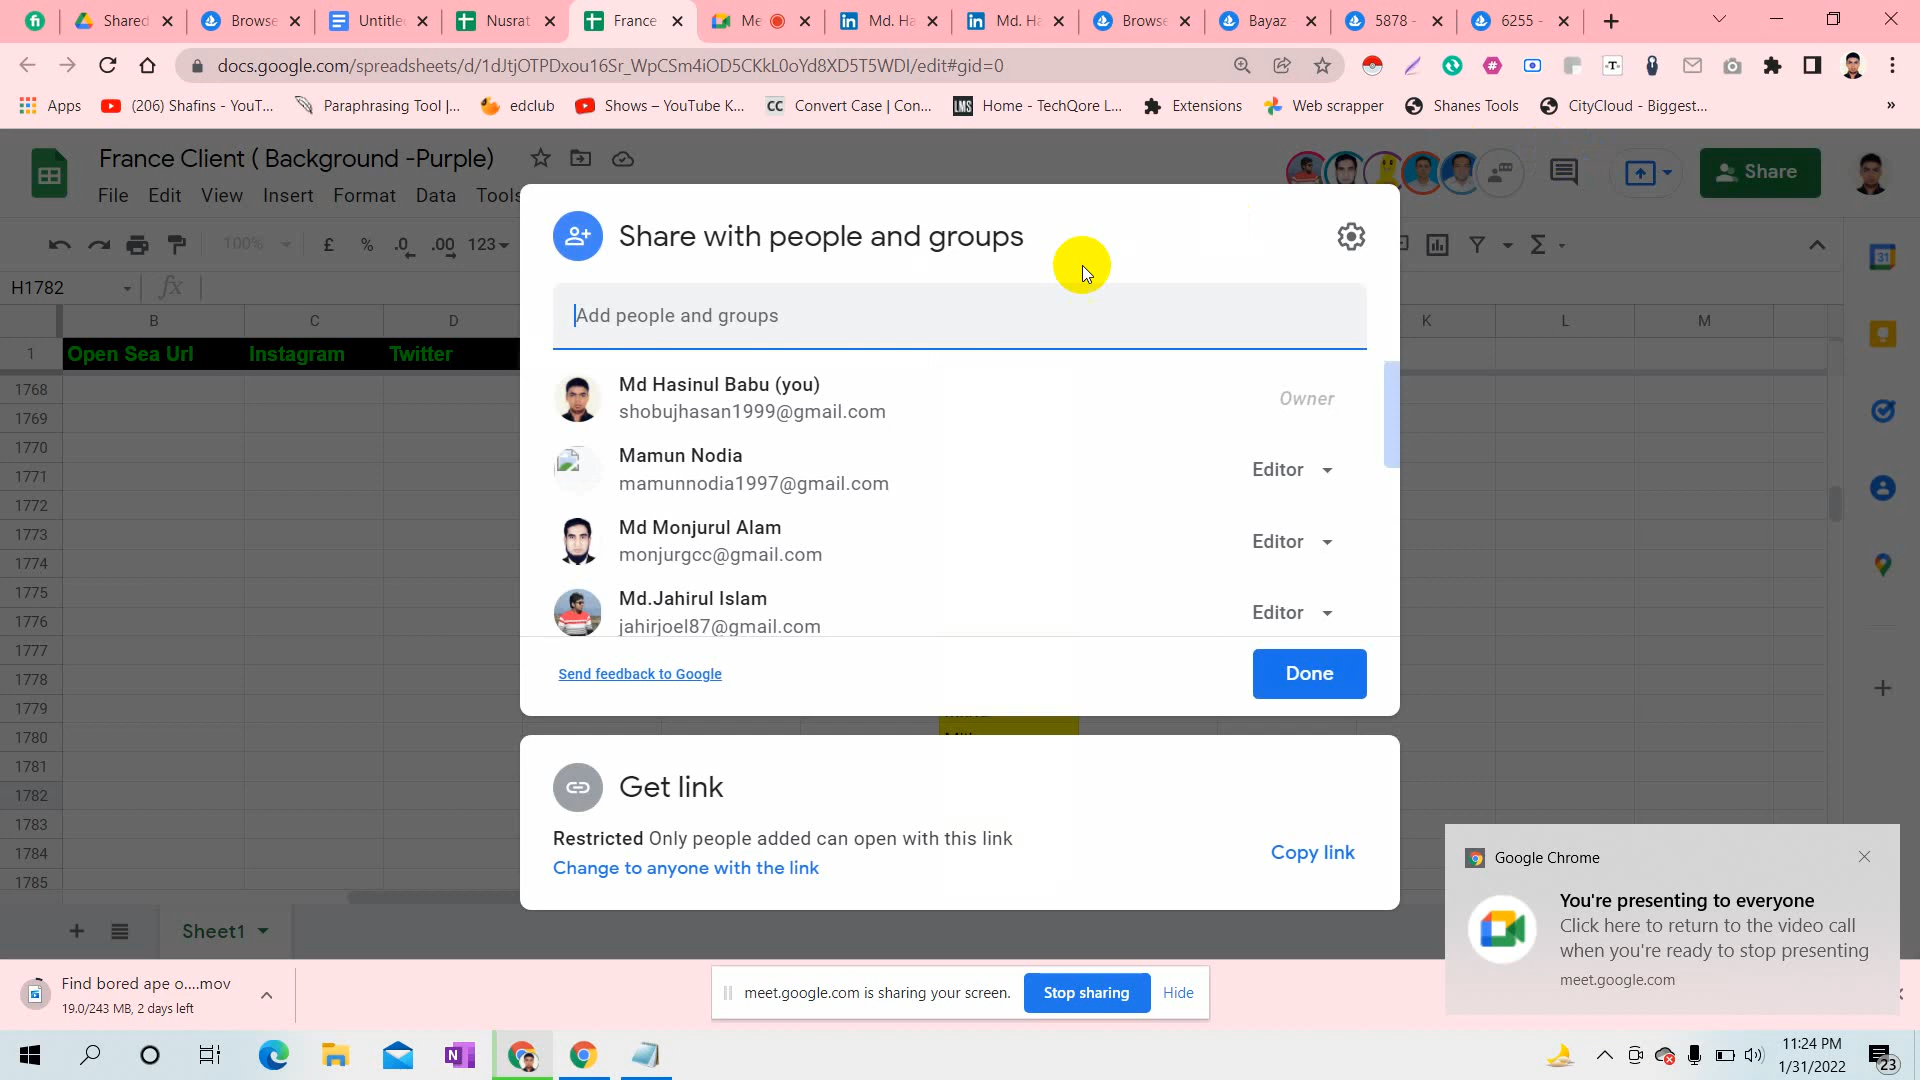 Shared
Browse
Untitled
Nusrat
France
Me
Md. Ha
Md. Ha
Browse
Bayaz
5878 -
6255 -
docs.google.com/spreadsheets/d/1dJtjOTPDxou16Sr_WpCSm4iOD5CKkL0oYd8XD5T5WDI/edit#gid=0
Apps
(206) Shafins - YouT...
Paraphrasing Tool |...
edclub
Shows – YouTube K...
CC
Convert Case | Con...
LMS
Home - TechQore L...
Extensions
Web scrapper
Shanes Tools
CityCloud - Biggest...
»
France Client ( Background -Purple)
File Edit View Insert Format Data Tools
Share
100% £ % .0 .00 123
H1782
fx
B C D K L M
1 Open Sea Url Instagram Twitter
1768
1769
1770
1771
1772
1773
1774
1775
1776
1777
1778
1779
1780
1781
1782
1783
1784
1785
Share with people and groups
Add people and groups
Md Hasinul Babu (you)
shobujhasan1999@gmail.com
Owner
Mamun Nodia
mamunnodia1997@gmail.com
Editor
Md Monjurul Alam
monjurgcc@gmail.com
Editor
Md.Jahirul Islam
jahirjoel87@gmail.com
Editor
Send feedback to Google
Done
Get link
Restricted Only people added can open with this link
Change to anyone with the link
Copy link
31
Google Chrome
You're presenting to everyone
Click here to return to the video call
when you're ready to stop presenting
meet.google.com
Sheet1
Find bored ape o....mov
19.0/243 MB, 2 days left
meet.google.com is sharing your screen.
Stop sharing
Hide
11:24 PM
1/31/2022
23